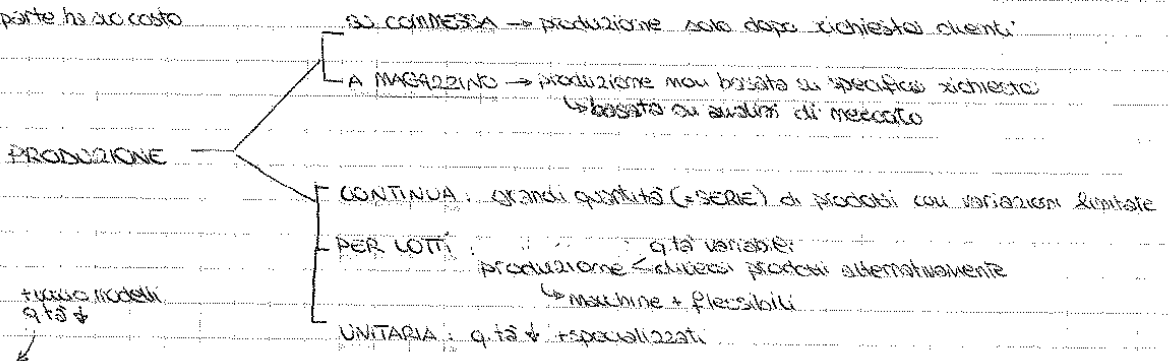 parte ha suo costo
SU COMMESSA → produzione solo dopo richiesta clienti
A MAGAZZINO → produzione non basata su specifica richiesta
↳ basata su analisi di mercato
PRODUZIONE
CONTINUA : grandi quantità (=SERIE) di prodotti con variazioni limitate
PER LOTTI :
q.tà variabili
produzione < diversi prodotti alternativamente
↳ macchine + flessibili
modelli
q.tà ↓
UNITARIA : q.tà ↓ +specializzati